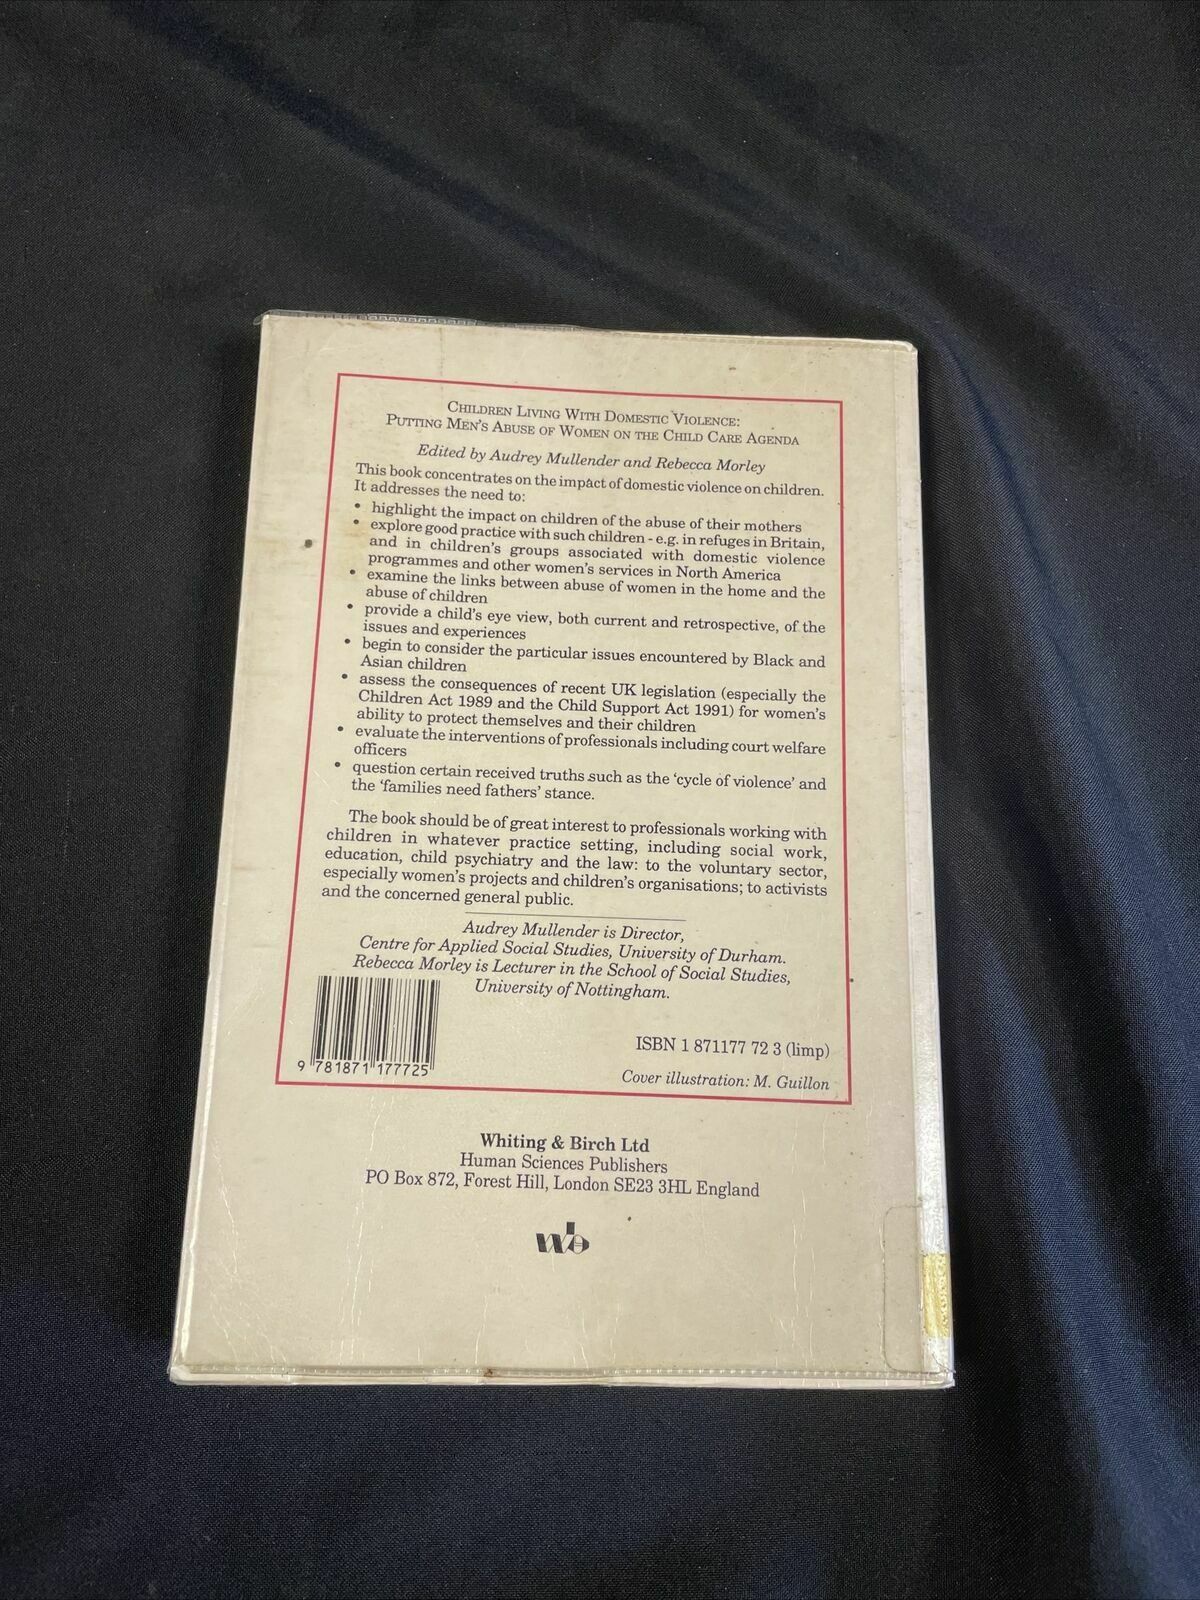 Children Living With Domestic Violence:
Putting Men's Abuse of Women on the Child Care Agenda
Edited by Audrey Mullender and Rebecca Morley
This book concentrates on the impact of domestic violence on children.
It addresses the need to:
• highlight the impact on children of the abuse of their mothers
• explore good practice with such children - e.g. in refuges in Britain,
and in children's groups associated with domestic violence
programmes and other women's services in North America
• examine the links between abuse of women in the home and the
abuse of children
• provide a child's eye view, both current and retrospective, of the
issues and experiences
• begin to consider the particular issues encountered by Black and
Asian children
• assess the consequences of recent UK legislation (especially the
Children Act 1989 and the Child Support Act 1991) for women's
ability to protect themselves and their children
• evaluate the interventions of professionals including court welfare
officers
• question certain received truths such as the 'cycle of violence' and
the 'families need fathers' stance.
The book should be of great interest to professionals working with
children in whatever practice setting, including social work,
education, child psychiatry and the law: to the voluntary sector,
especially women's projects and children's organisations; to activists
and the concerned general public.
Audrey Mullender is Director,
Centre for Applied Social Studies, University of Durham.
Rebecca Morley is Lecturer in the School of Social Studies,
University of Nottingham.
ISBN 1 871177 72 3 (limp)
9 781871 177725
Cover illustration: M. Guillon
Whiting & Birch Ltd
Human Sciences Publishers
PO Box 872, Forest Hill, London SE23 3HL England
wb